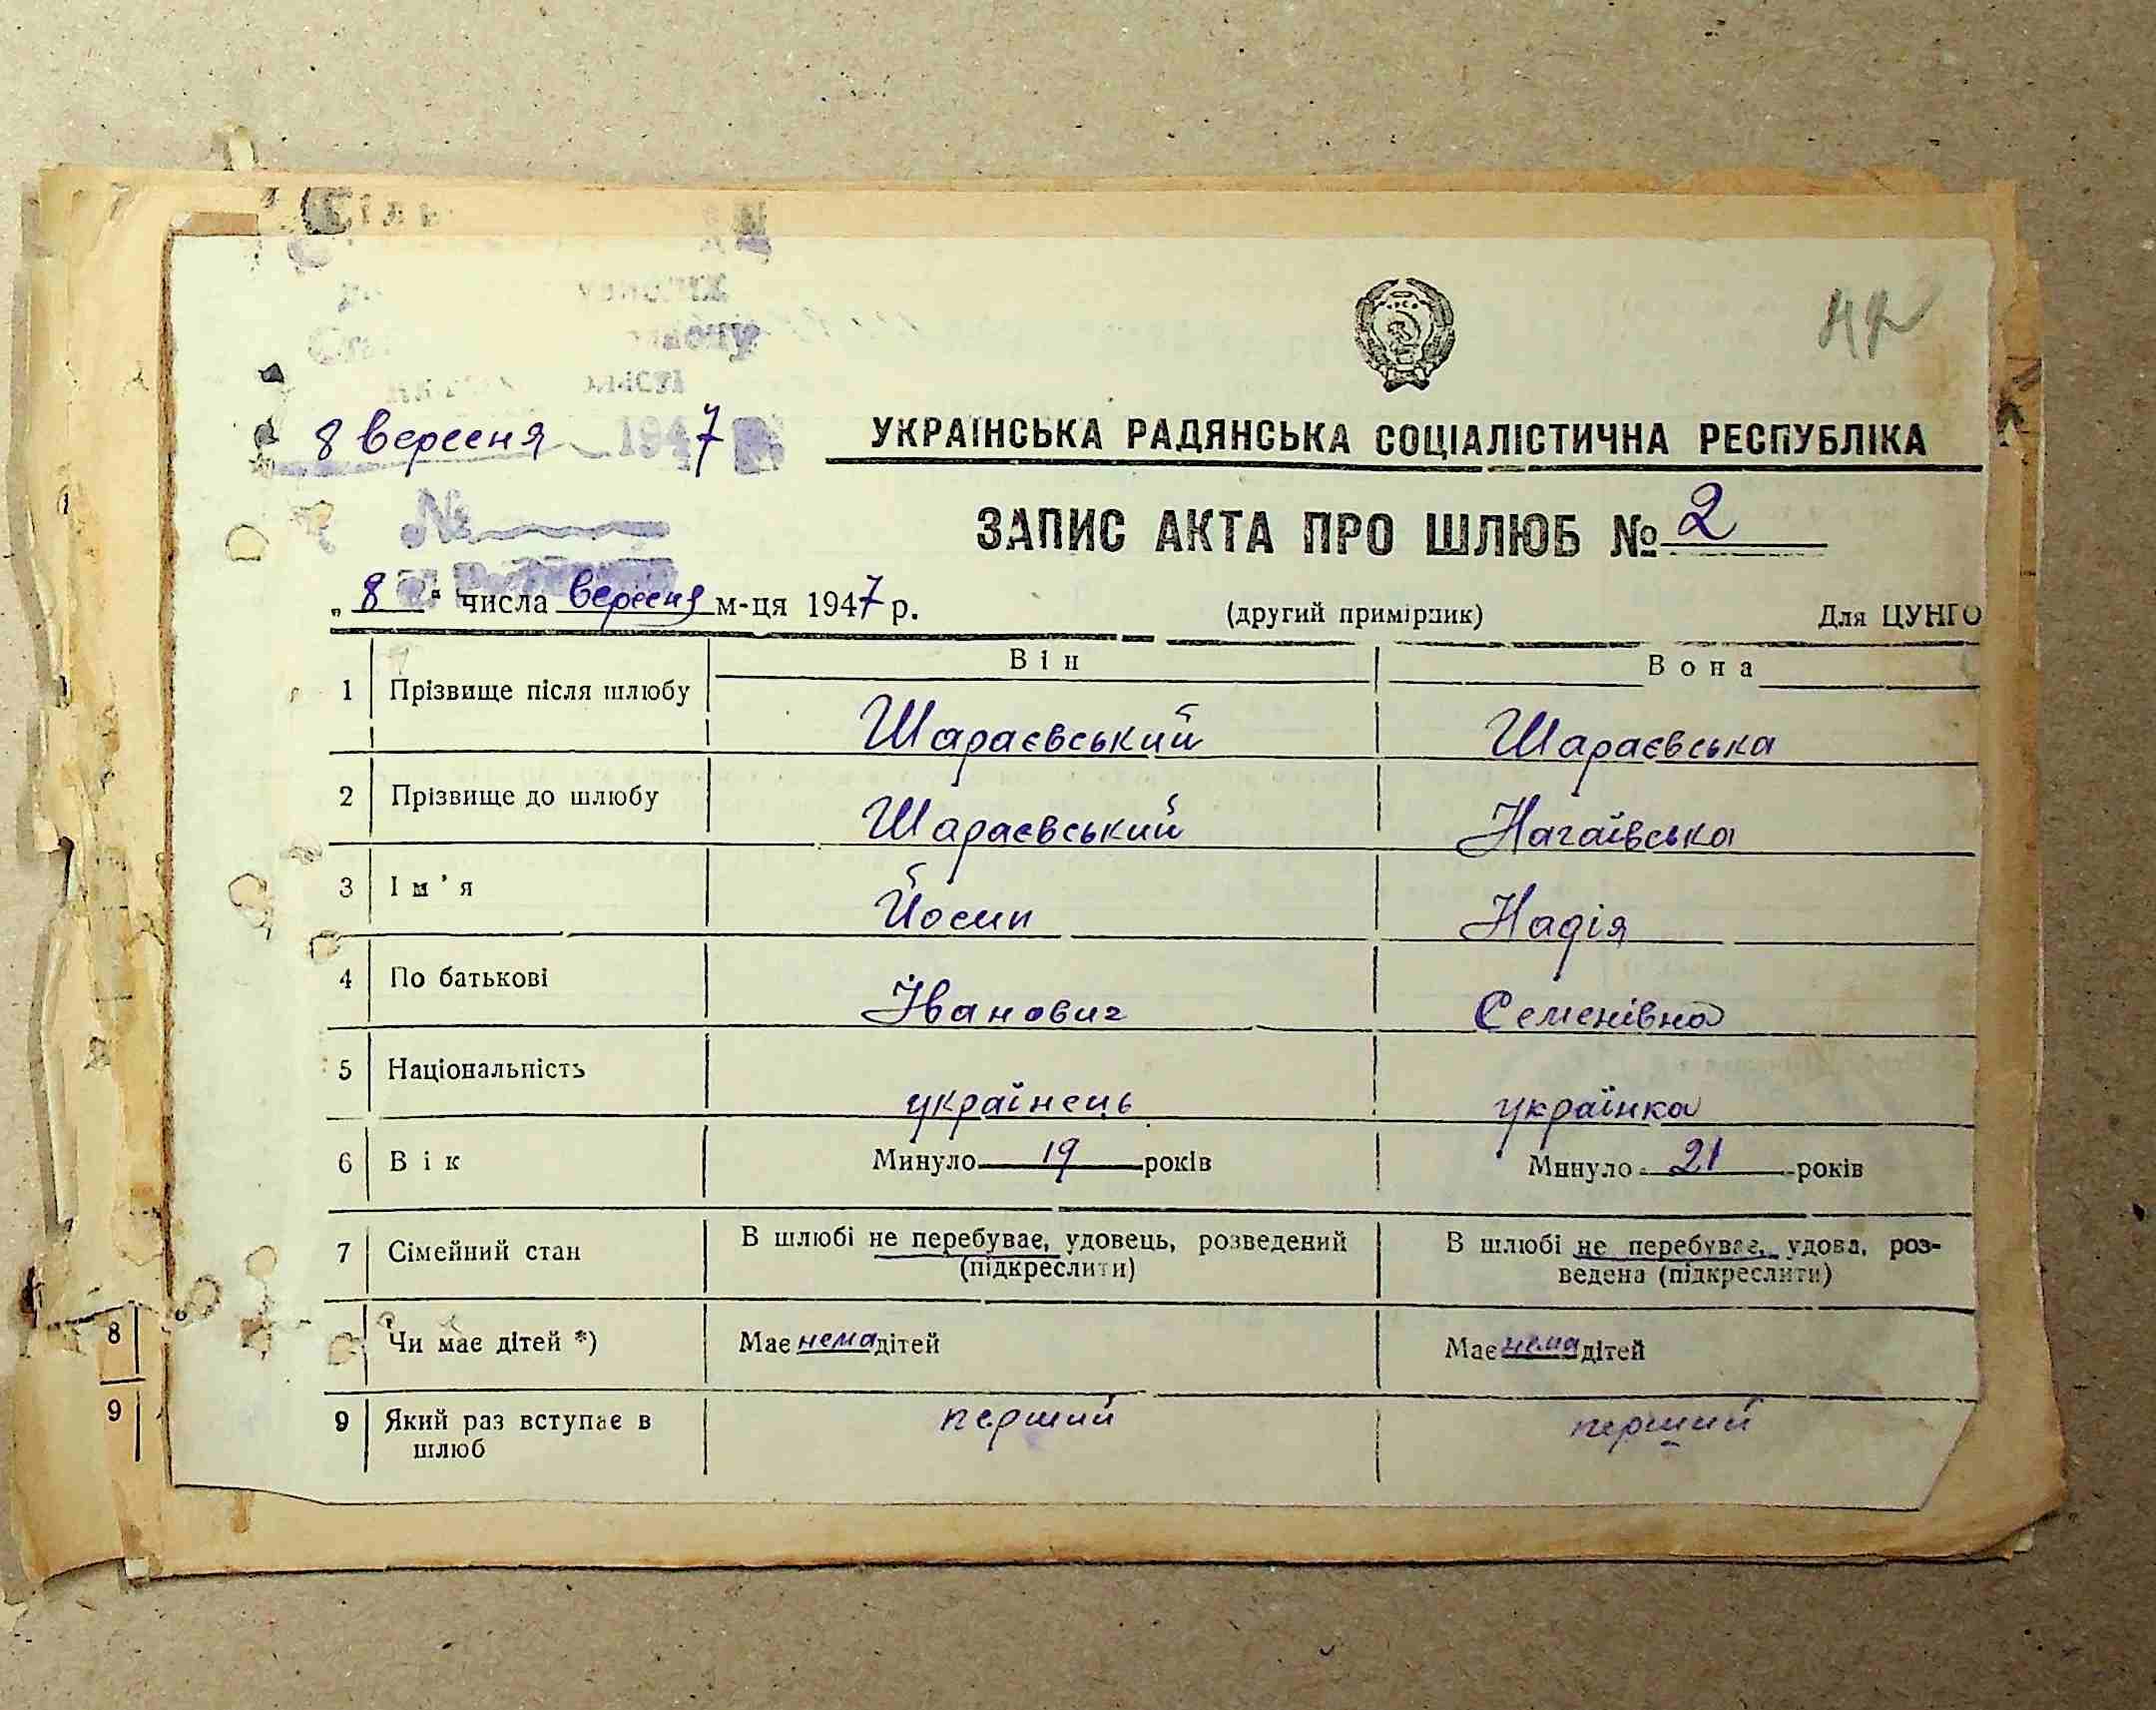 8 вересня 1947
УКРАЇНСЬКА РАДЯНСЬКА СОЦІАЛІСТИЧНА РЕСПУБЛІКА
№
ЗАПИС АКТА ПРО ШЛЮБ № 2
„8“ числа вересня м-ця 1947 р. (другий примірник) Для ЦУНГО
Він Вона
1 Прізвище після шлюбу Шараєвський Шараєвська
2 Прізвище до шлюбу Шараєвський Нагаївська
3 Ім'я Йосип Надія
4 По батькові Іванович Семенівна
5 Національність українець українка
6 Вік Минуло 19 років Минуло 21 років
7 Сімейний стан В шлюбі не перебуває, удовець, розведений (підкреслити) В шлюбі не перебуває, удова, роз-
ведена (підкреслити)
8 Чи має дітей *) Має нема дітей Має нема дітей
9 9 Який раз вступає в перший перший
шлюб